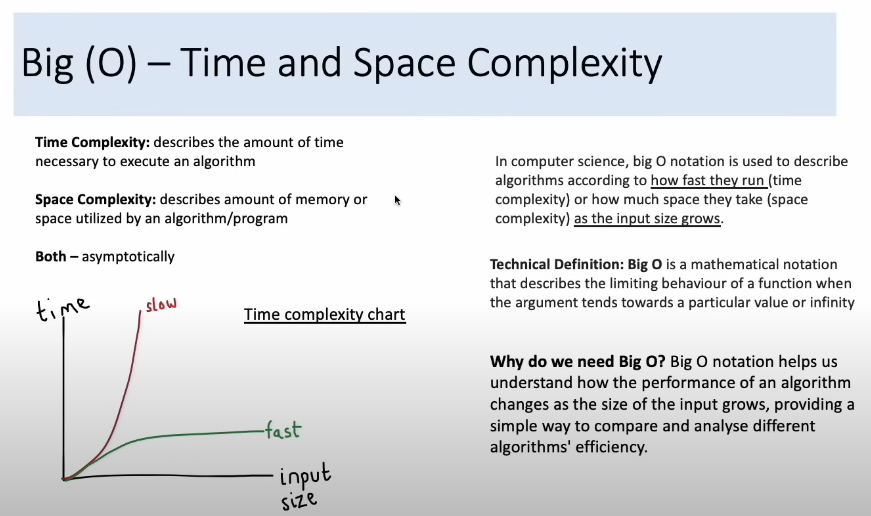 Big (O) – Time and Space Complexity
Time Complexity: describes the amount of time
necessary to execute an algorithm
Space Complexity: describes amount of memory or
space utilized by an algorithm/program
Both – asymptotically
time
slow
Time complexity chart
fast
input
size
In computer science, big O notation is used to describe
algorithms according to how fast they run (time
complexity) or how much space they take (space
complexity) as the input size grows.
Technical Definition: Big O is a mathematical notation
that describes the limiting behaviour of a function when
the argument tends towards a particular value or infinity
Why do we need Big O? Big O notation helps us
understand how the performance of an algorithm
changes as the size of the input grows, providing a
simple way to compare and analyse different
algorithms' efficiency.